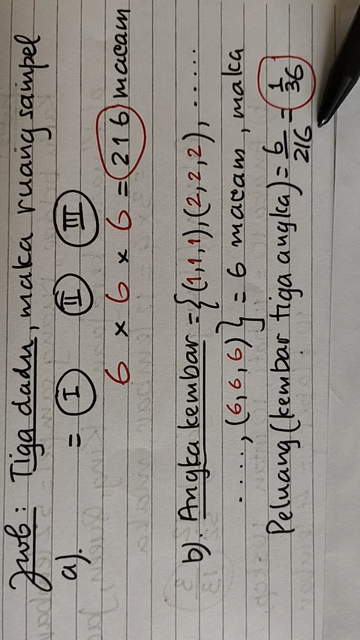 Jwb : Tiga dadu, maka ruang sampel
a). = I II III
6 x 6 x 6 = 216 macam
b). Angka kembar = {(1,1,1), (2,2,2), .....
....., (6,6,6)} = 6 macam, maka
Peluang (kembar tiga angka) = 6/216 = 1/36